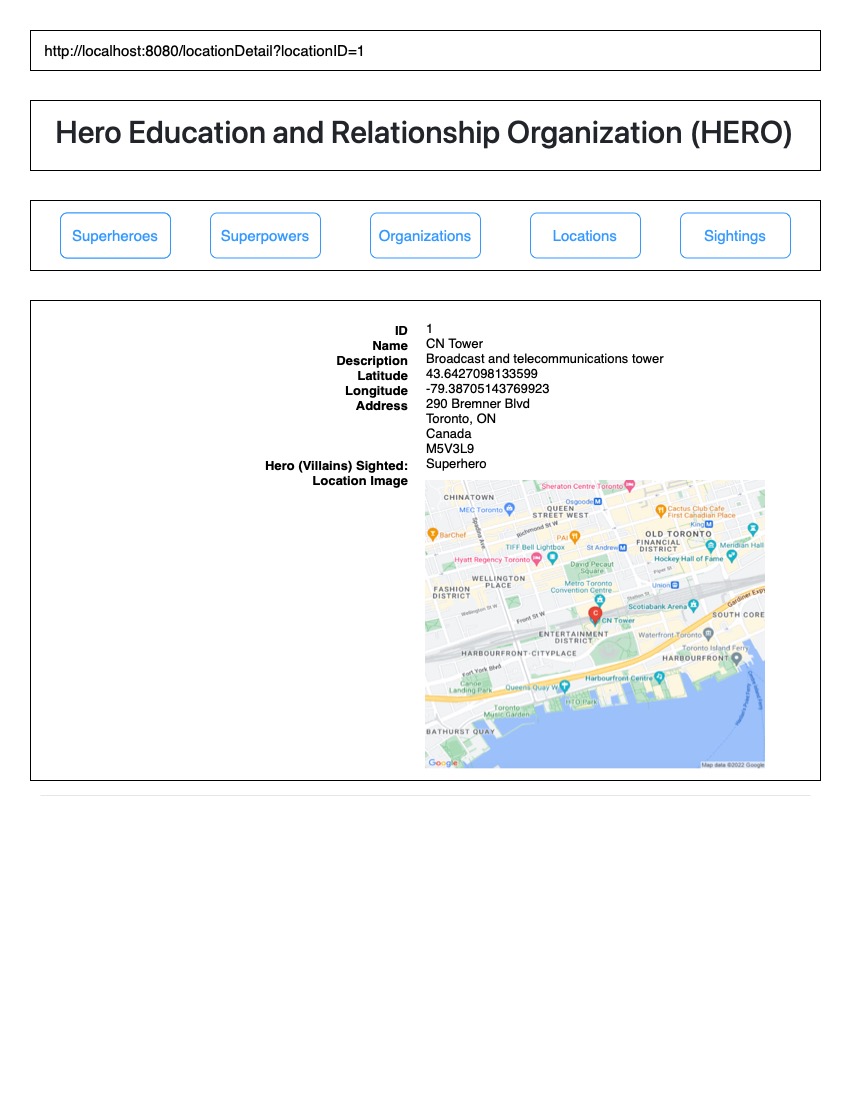 http://localhost:8080/locationDetail?locationID=1
Hero Education and Relationship Organization (HERO)
Superheroes Superpowers Organizations Locations Sightings
ID 1
Name CN Tower
Description Broadcast and telecommunications tower
Latitude 43.6427098133599
Longitude -79.38705143769923
Address 290 Bremner Blvd
Toronto, ON
Canada
M5V3L9
Hero (Villains) Sighted: Superhero
Location Image
Sheraton Centre Toronto
CHINATOWN
Osgoode
MEC Toronto
QUEEN
STREET WEST
Cactus Club Cafe
First Canadian Place
Spadina Ave
Richmond St W
King
BarChef
PAI
OLD TORONTO
TIFF Bell Lightbox
St Andrew
FINANCIAL
DISTRICT
Meridian Hall
Hyatt Regency Toronto
Hockey Hall of Fame
David Pecaut
Square
Piper St
WELLINGTON
PLACE
Metro Toronto
Convention Centre
Union
FASHION
DISTRICT
Station St
Gardiner Exp
Wellington St W
Front St W
Scotiabank Arena
C
CN Tower
SOUTH CORE
ENTERTAINMENT
DISTRICT
Waterfront Toronto
HARBOURFRONT-CITYPLACE
Toronto Island Ferry
HARBOURFRONT
Fort York Blvd
Canoe
Landing Park
Queens Quay W
Harbourfront Centre
HTO Park
Toronto
Music Garden
BATHURST QUAY
Google
Map data ©2022 Google